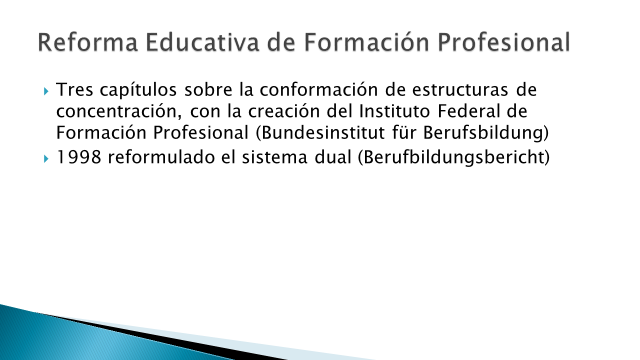 Reforma Educativa de Formación Profesional
Tres capítulos sobre la conformación de estructuras de
concentración, con la creación del Instituto Federal de
Formación Profesional (Bundesinstitut für Berufsbildung)
1998 reformulado el sistema dual (Berufbildungsbericht)